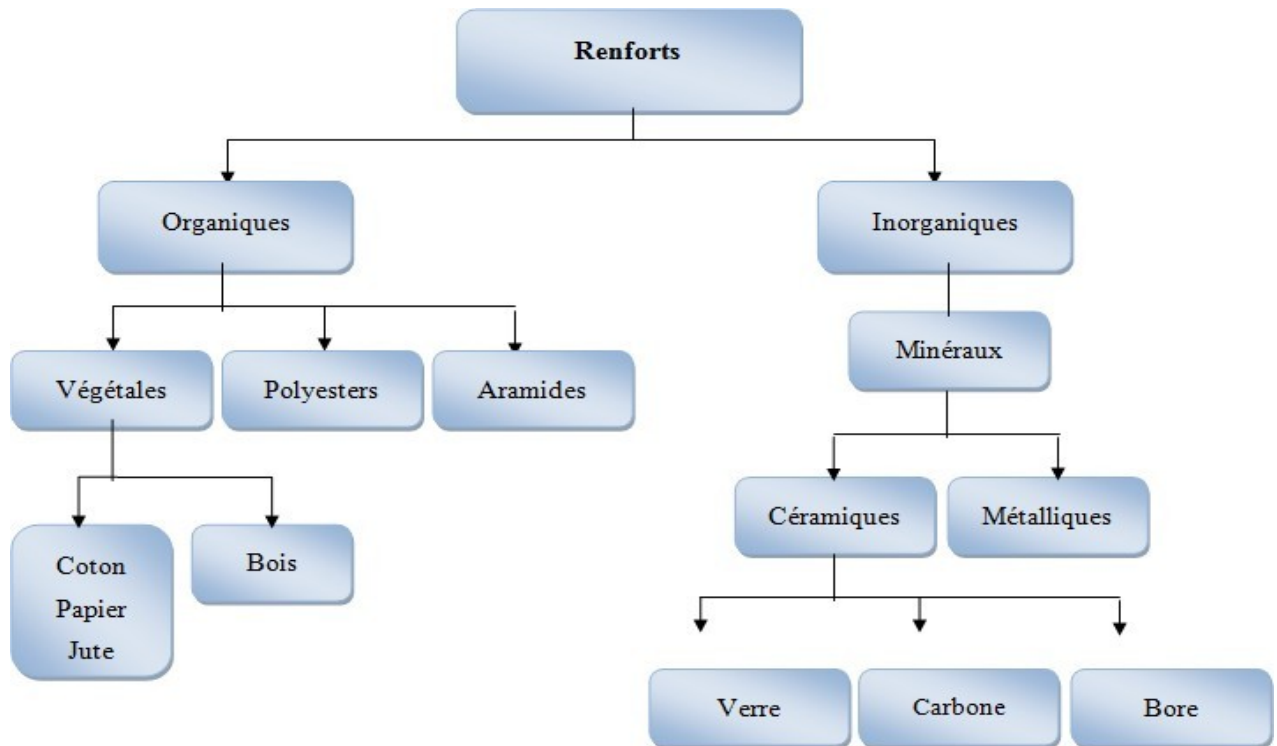 Renforts
Organiques
Inorganiques
Minéraux
Végétales
Polyesters
Aramides
Céramiques
Métalliques
Coton
Papier
Jute
Bois
Verre
Carbone
Bore